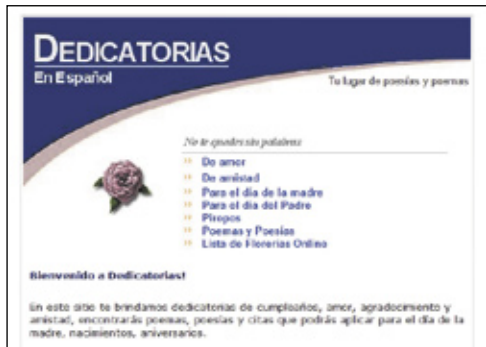 DEDICATORIAS
En Español
Tu lugar de poesías y poemas
No te quedes sin palabras
De amor
De amistad
Para el día de la madre
Para el día del Padre
Piropos
Poemas y Poesías
Lista de Florerías Online
Bienvenido a Dedicatorias!
En este sitio te brindamos dedicatorias de cumpleaños, amor, agradecimiento y
amistad, encontrarás poemas, poesías y citas que podrás aplicar para el día de la
madre, nacimientos, aniversarios.